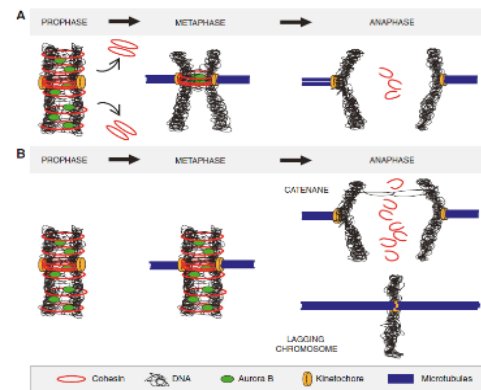 A
PROPHASE METAPHASE ANAPHASE
B
PROPHASE METAPHASE ANAPHASE
CATENANE
LAGGING
CHROMOSOME
Cohesin DNA Aurora B Kinetochore Microtubules